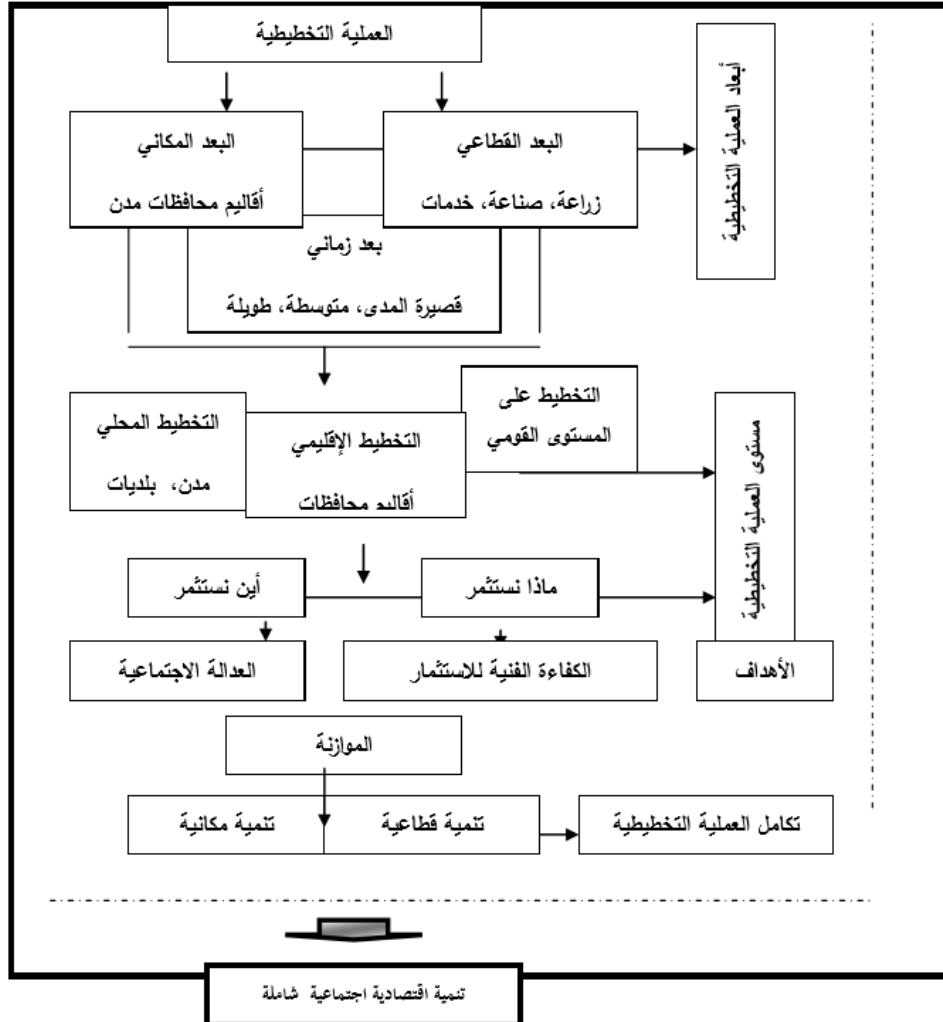 العملية التخطيطية
أبعاد العملية التخطيطية
البعد القطاعي
زراعة، صناعة، خدمات
البعد المكاني
أقاليم محافظات مدن
بعد زماني
قصيرة المدى، متوسطة، طويلة
التخطيط على
المستوى القومي
التخطيط الإقليمي
أقاليم محافظات
التخطيط المحلي
مدن، بلديات
مستوى العملية التخطيطية
ماذا نستثمر
أين نستثمر
الأهداف
الكفاءة الفنية للاستثمار
العدالة الاجتماعية
الموازنة
تكامل العملية التخطيطية
تنمية قطاعية
تنمية مكانية
تنمية اقتصادية اجتماعية شاملة